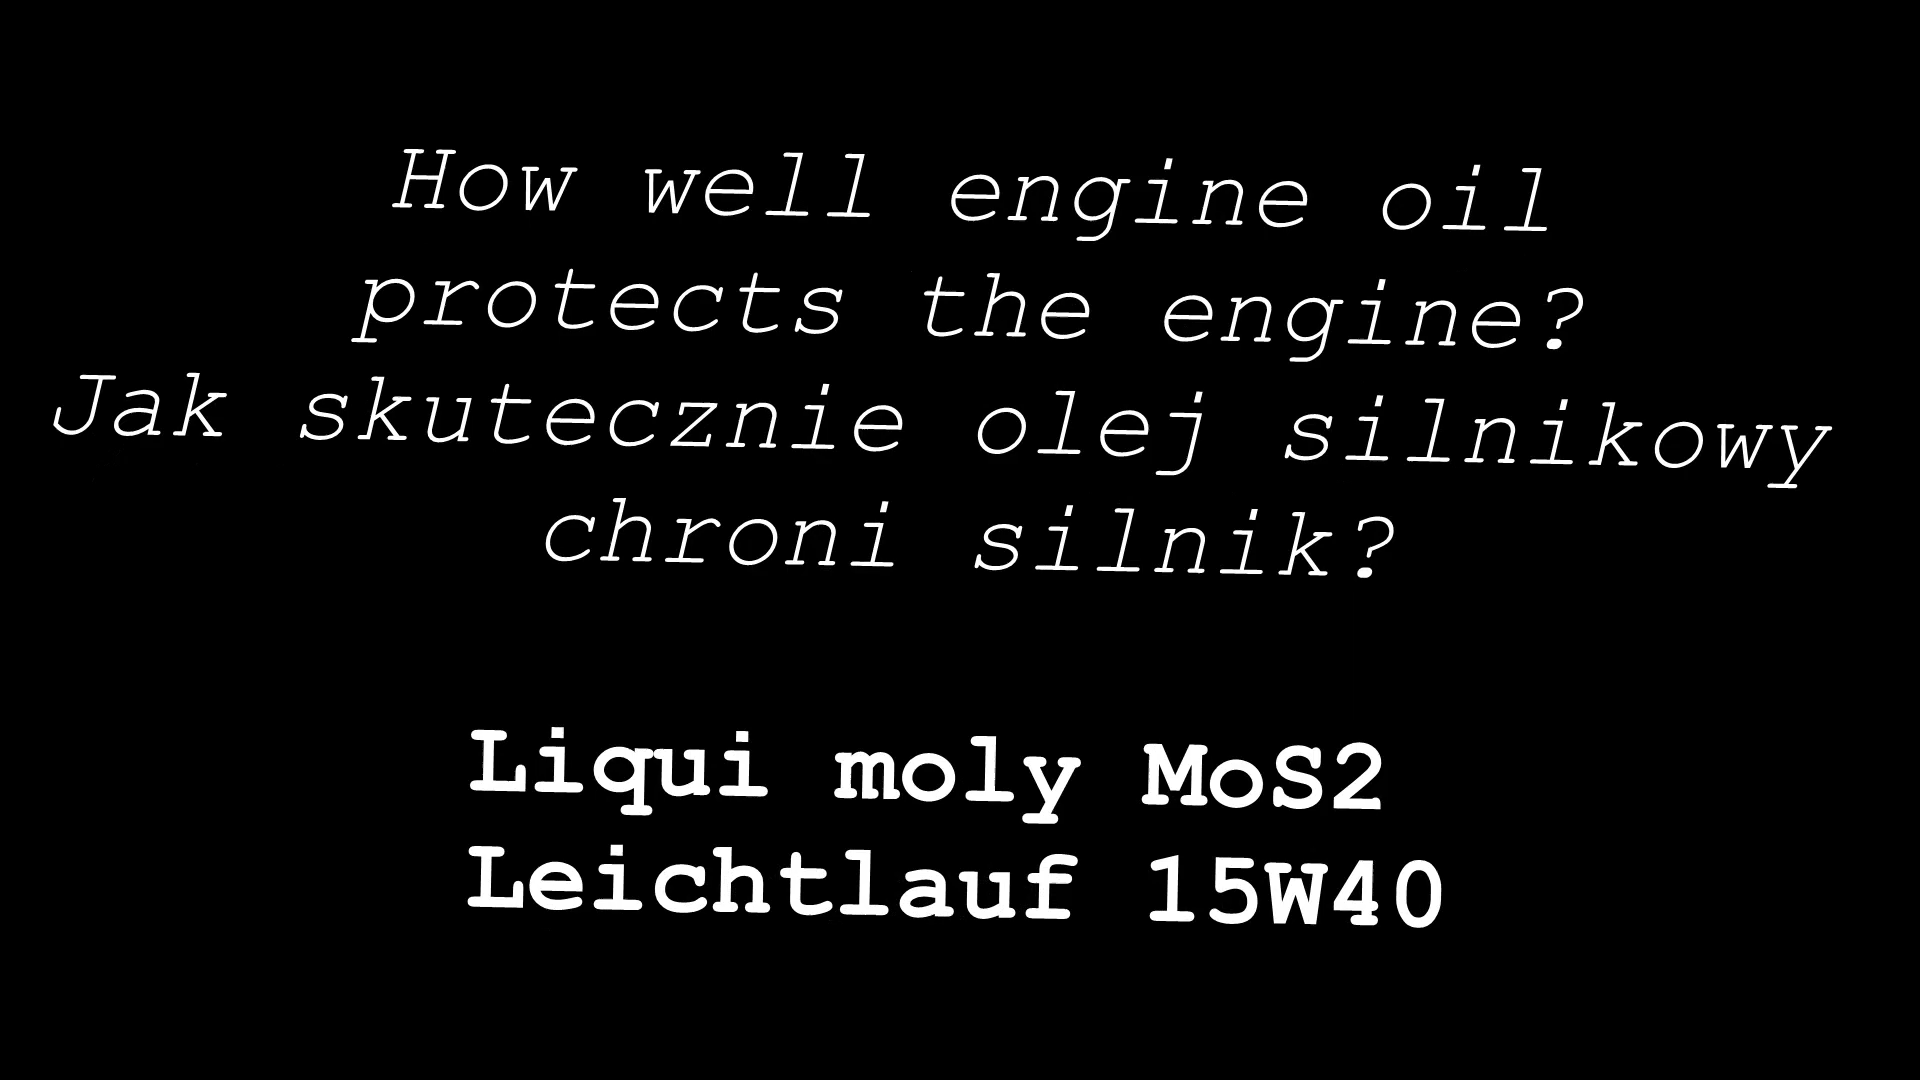 How well engine oil
protects the engine?
Jak skutecznie olej silnikowy
chroni silnik?
Liqui moly MoS2
Leichtlauf 15W40